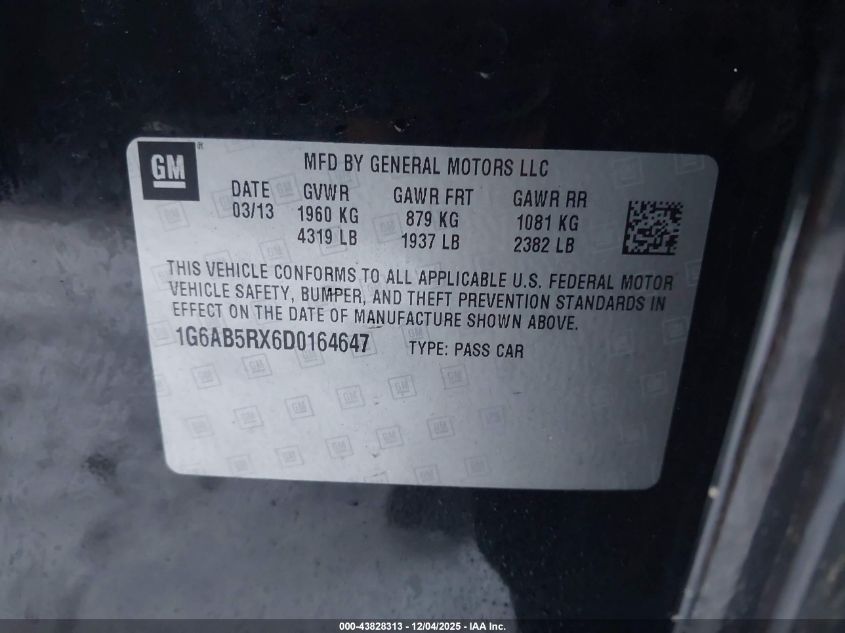 GM ®
MFD BY GENERAL MOTORS LLC
DATE GVWR GAWR FRT GAWR RR
03/13 1960 KG 879 KG 1081 KG
4319 LB 1937 LB 2382 LB
THIS VEHICLE CONFORMS TO ALL APPLICABLE U.S. FEDERAL MOTOR
VEHICLE SAFETY, BUMPER, AND THEFT PREVENTION STANDARDS IN
EFFECT ON THE DATE OF MANUFACTURE SHOWN ABOVE.
1G6AB5RX6D0164647 TYPE: PASS CAR
000-43828313 - 12/04/2025 - IAA Inc.